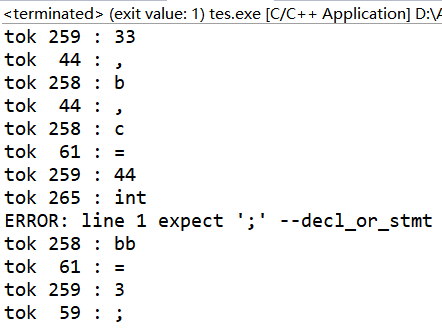 <terminated> (exit value: 1) tes.exe [C/C++ Application] D:\
tok 259 : 33
tok  44 : ,
tok 258 : b
tok  44 : ,
tok 258 : c
tok  61 : =
tok 259 : 44
tok 265 : int
ERROR: line 1 expect ';' --decl_or_stmt
tok 258 : bb
tok  61 : =
tok 259 : 3
tok  59 : ;